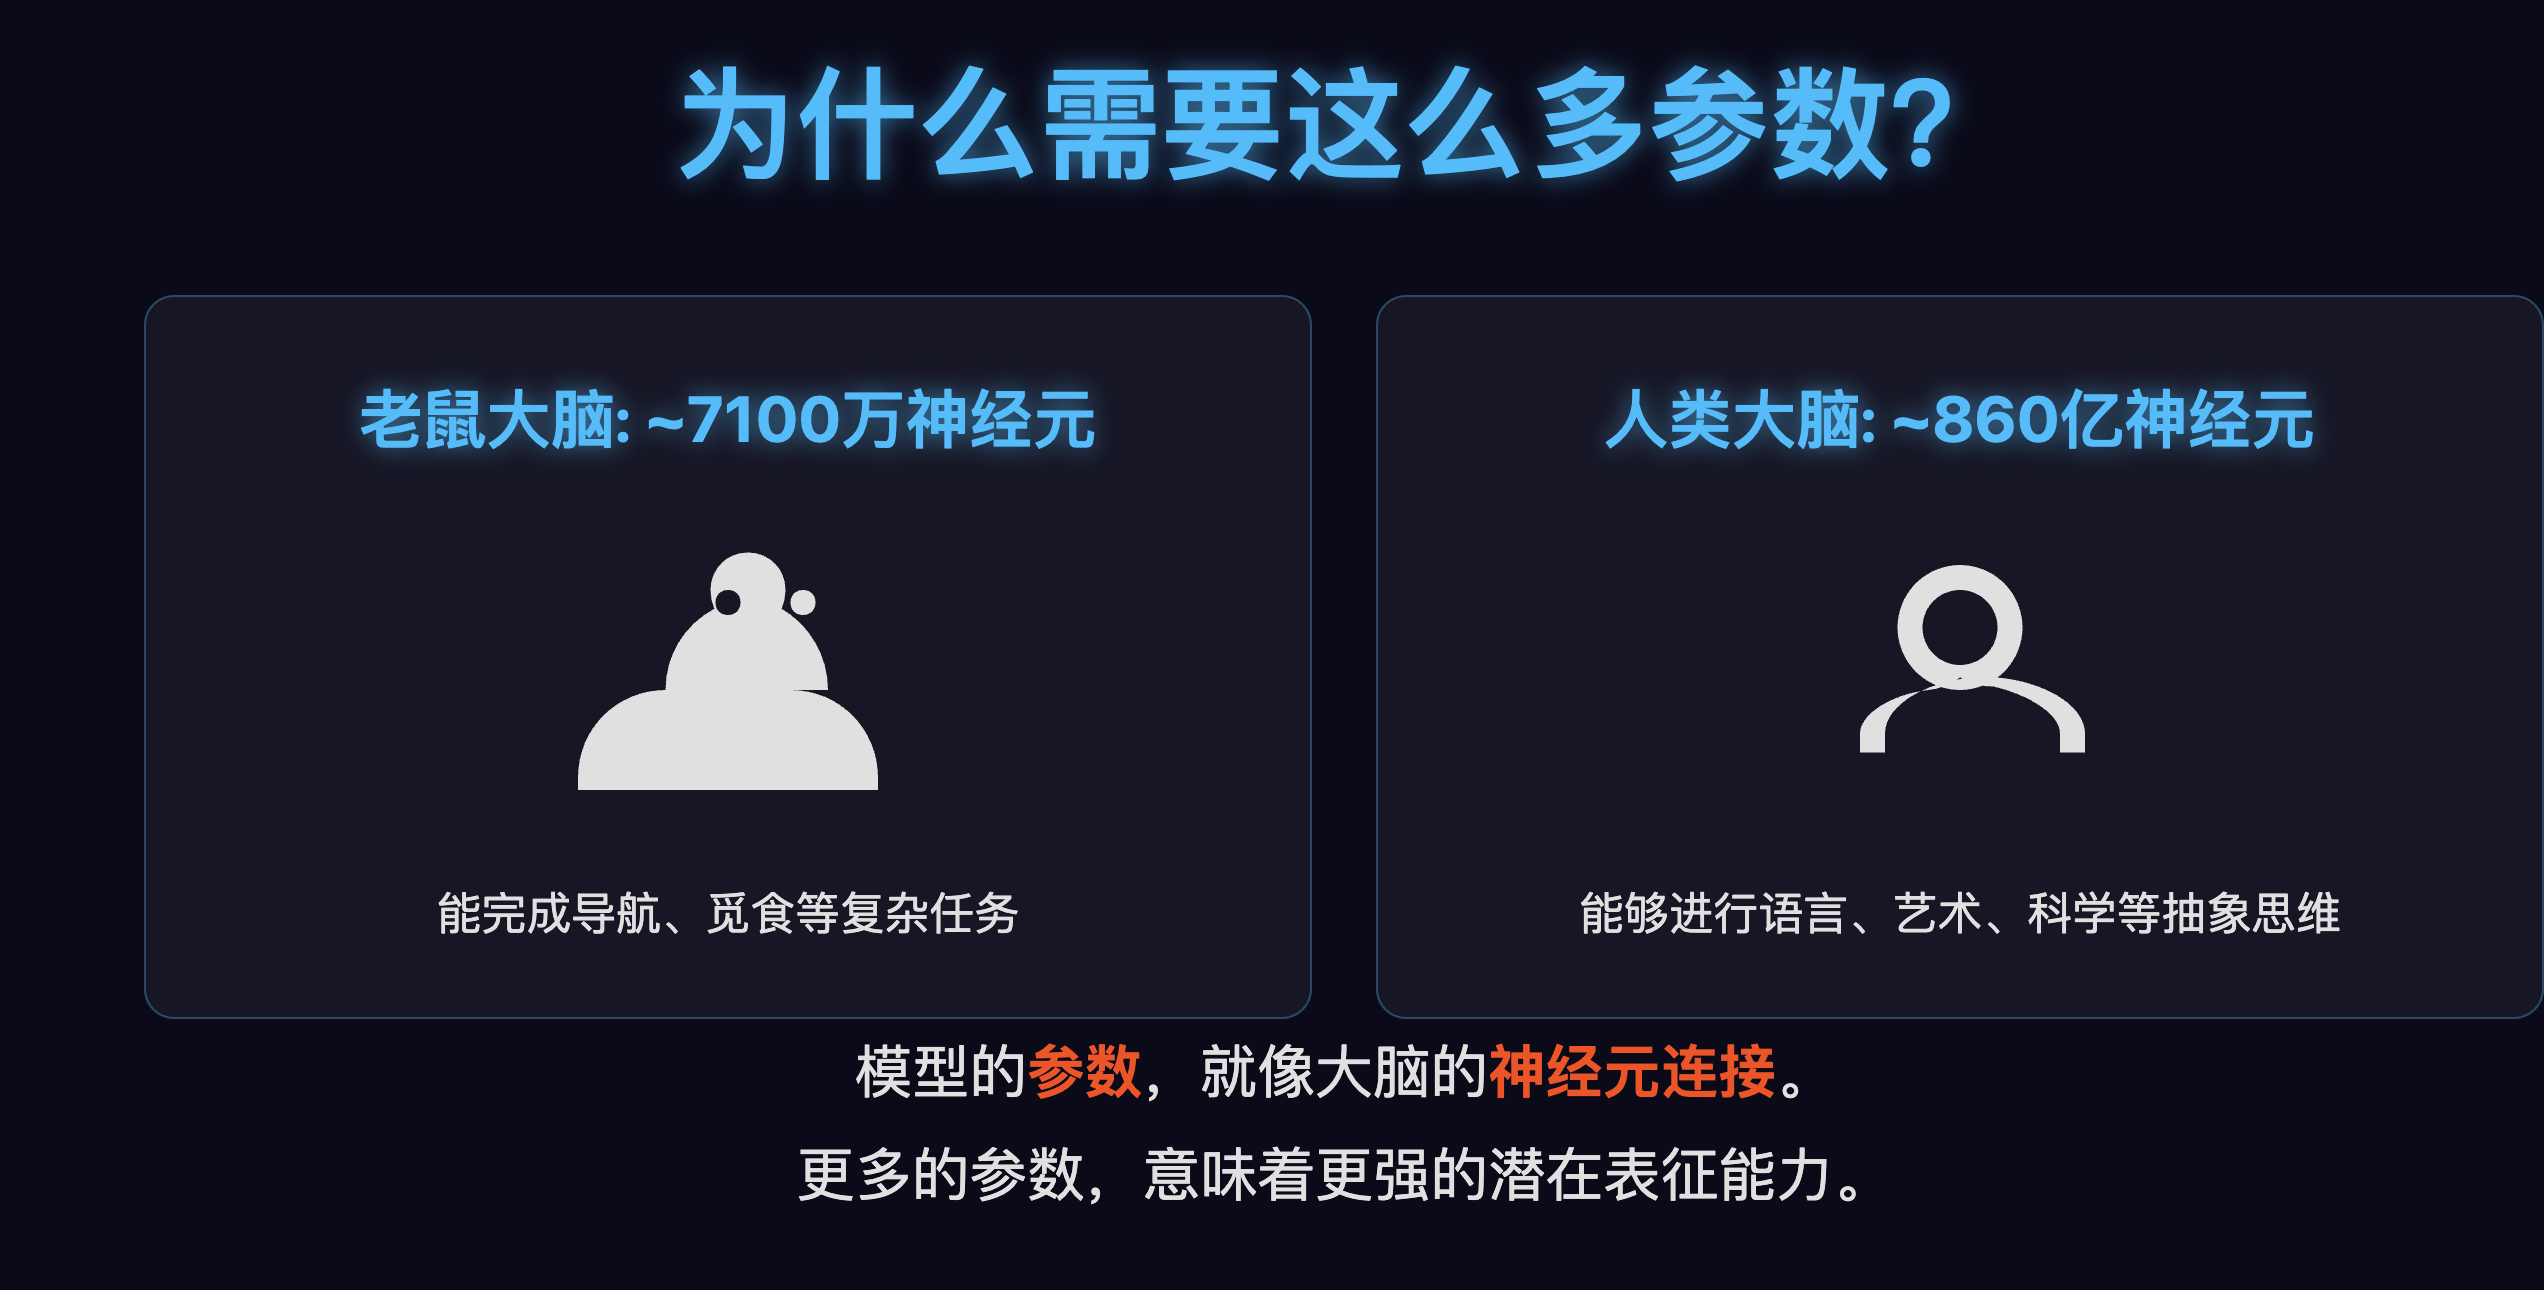 为什么需要这么多参数?
老鼠大脑: ~7100万神经元
能完成导航、觅食等复杂任务
人类大脑: ~860亿神经元
能够进行语言、艺术、科学等抽象思维
模型的参数，就像大脑的神经元连接。
更多的参数，意味着更强的潜在表征能力。